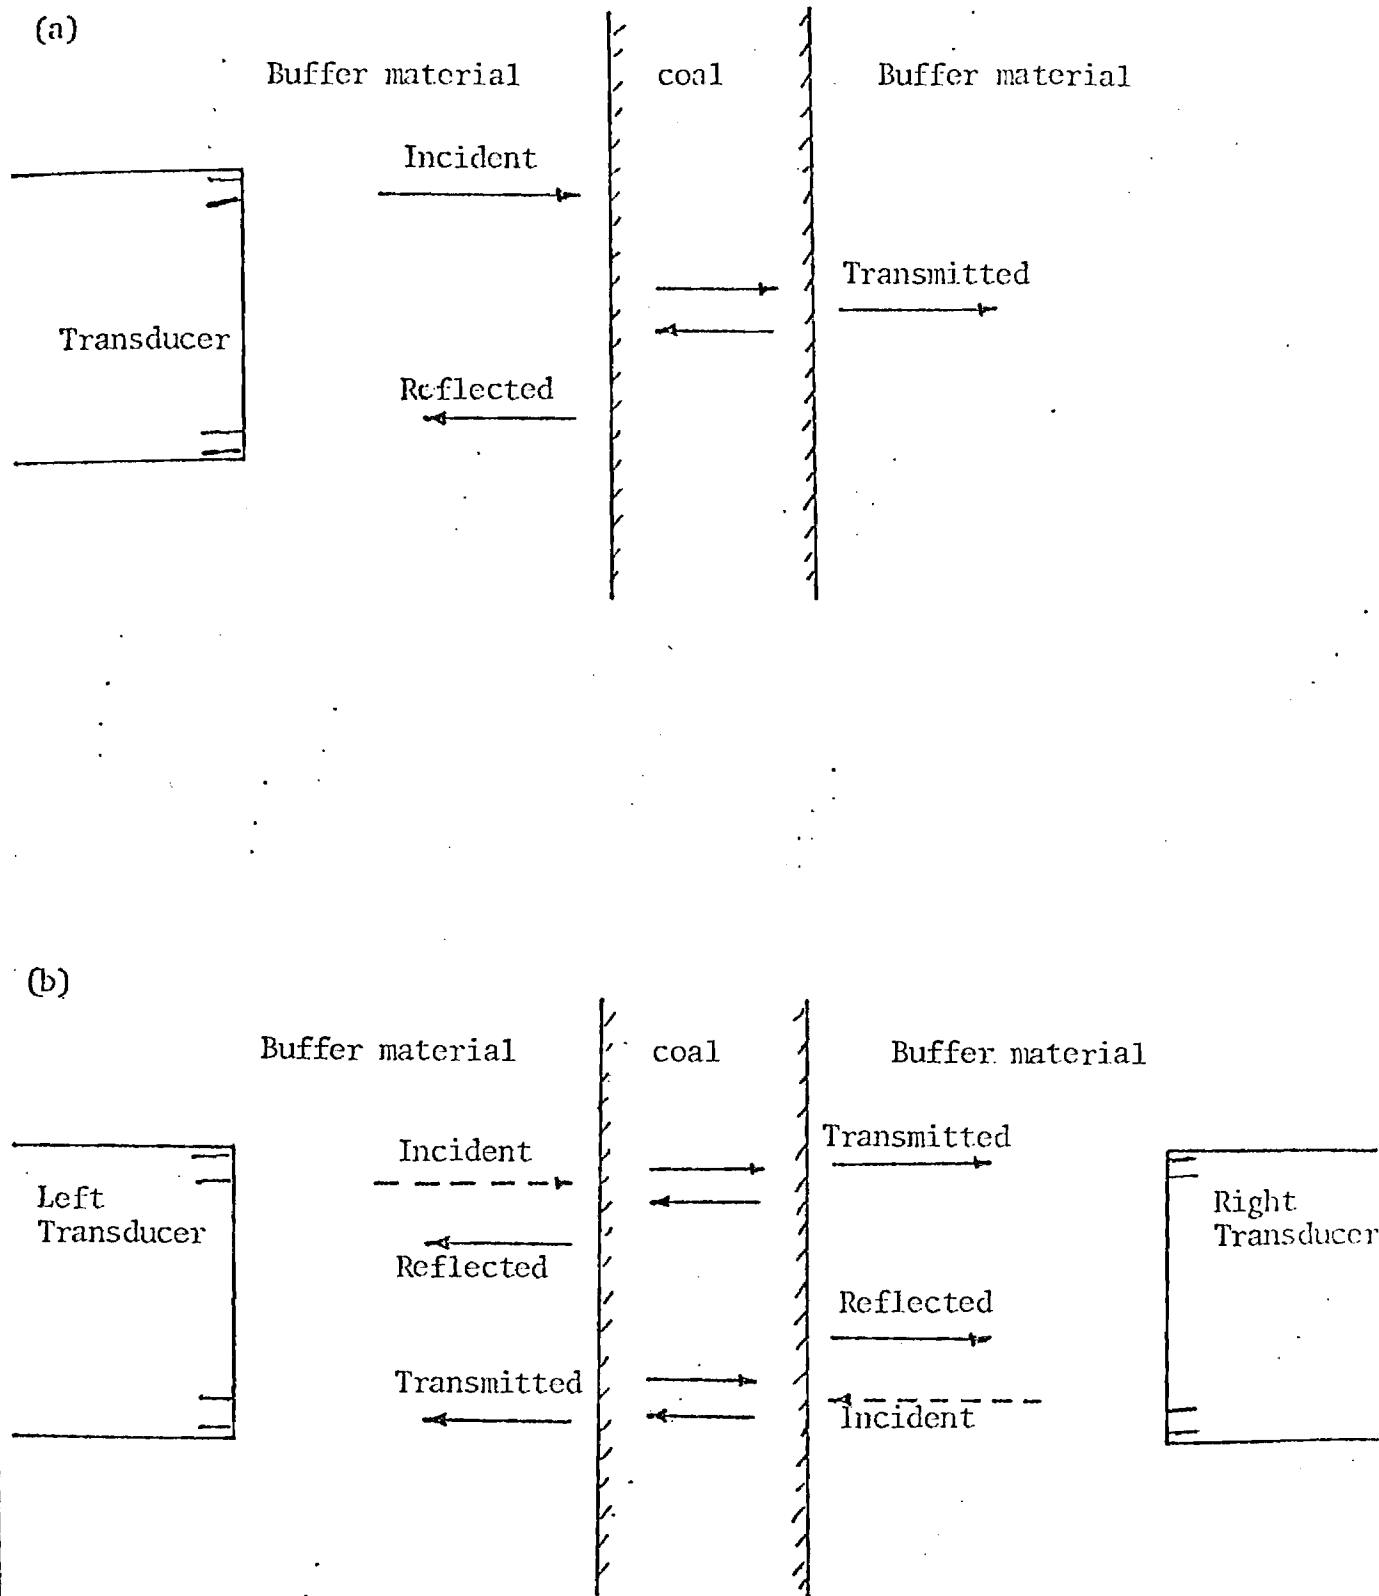 (a)
Buffer material
coal
Buffer material
Incident
Transmitted
Transducer
Reflected
(b)
Buffer material
coal
Buffer material
Transmitted
Incident
Left
Transducer
Right
Transducer
Reflected
Reflected
Transmitted
Incident